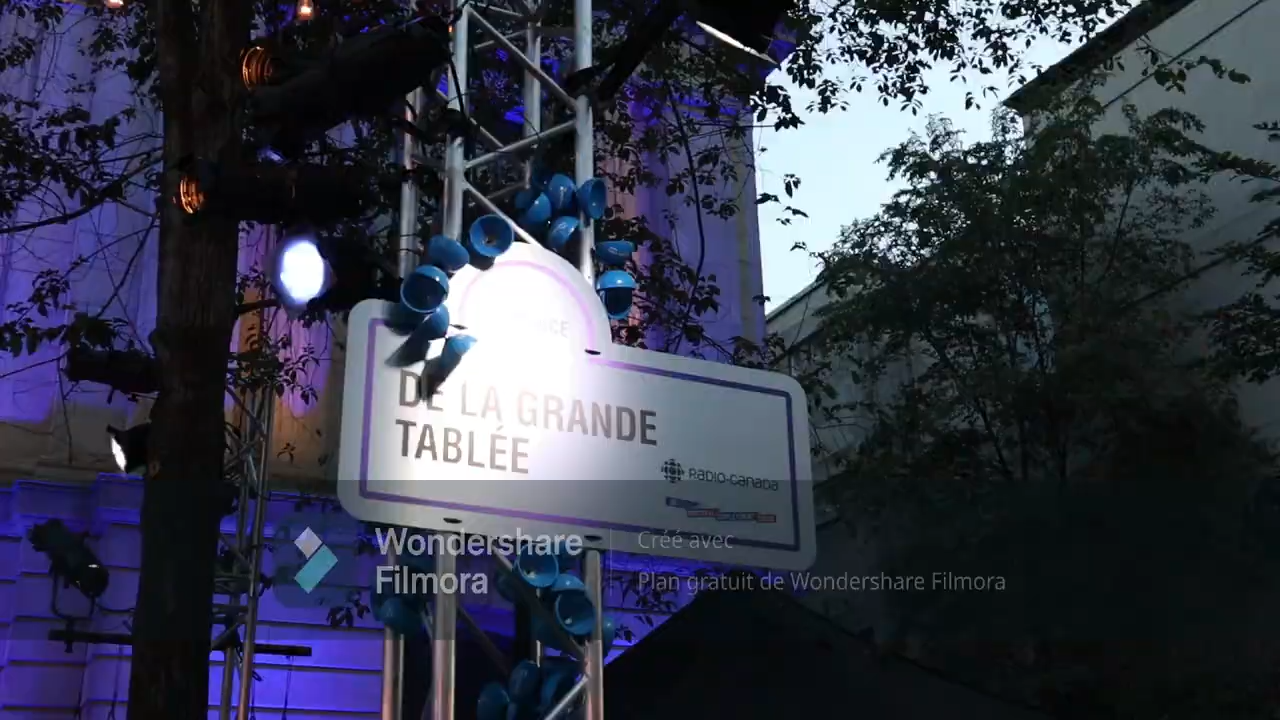 DE LA GRANDE
TABLÉE
RADIO-CANADA
Wondershare
Filmora
Créé avec
Plan gratuit de Wondershare Filmora